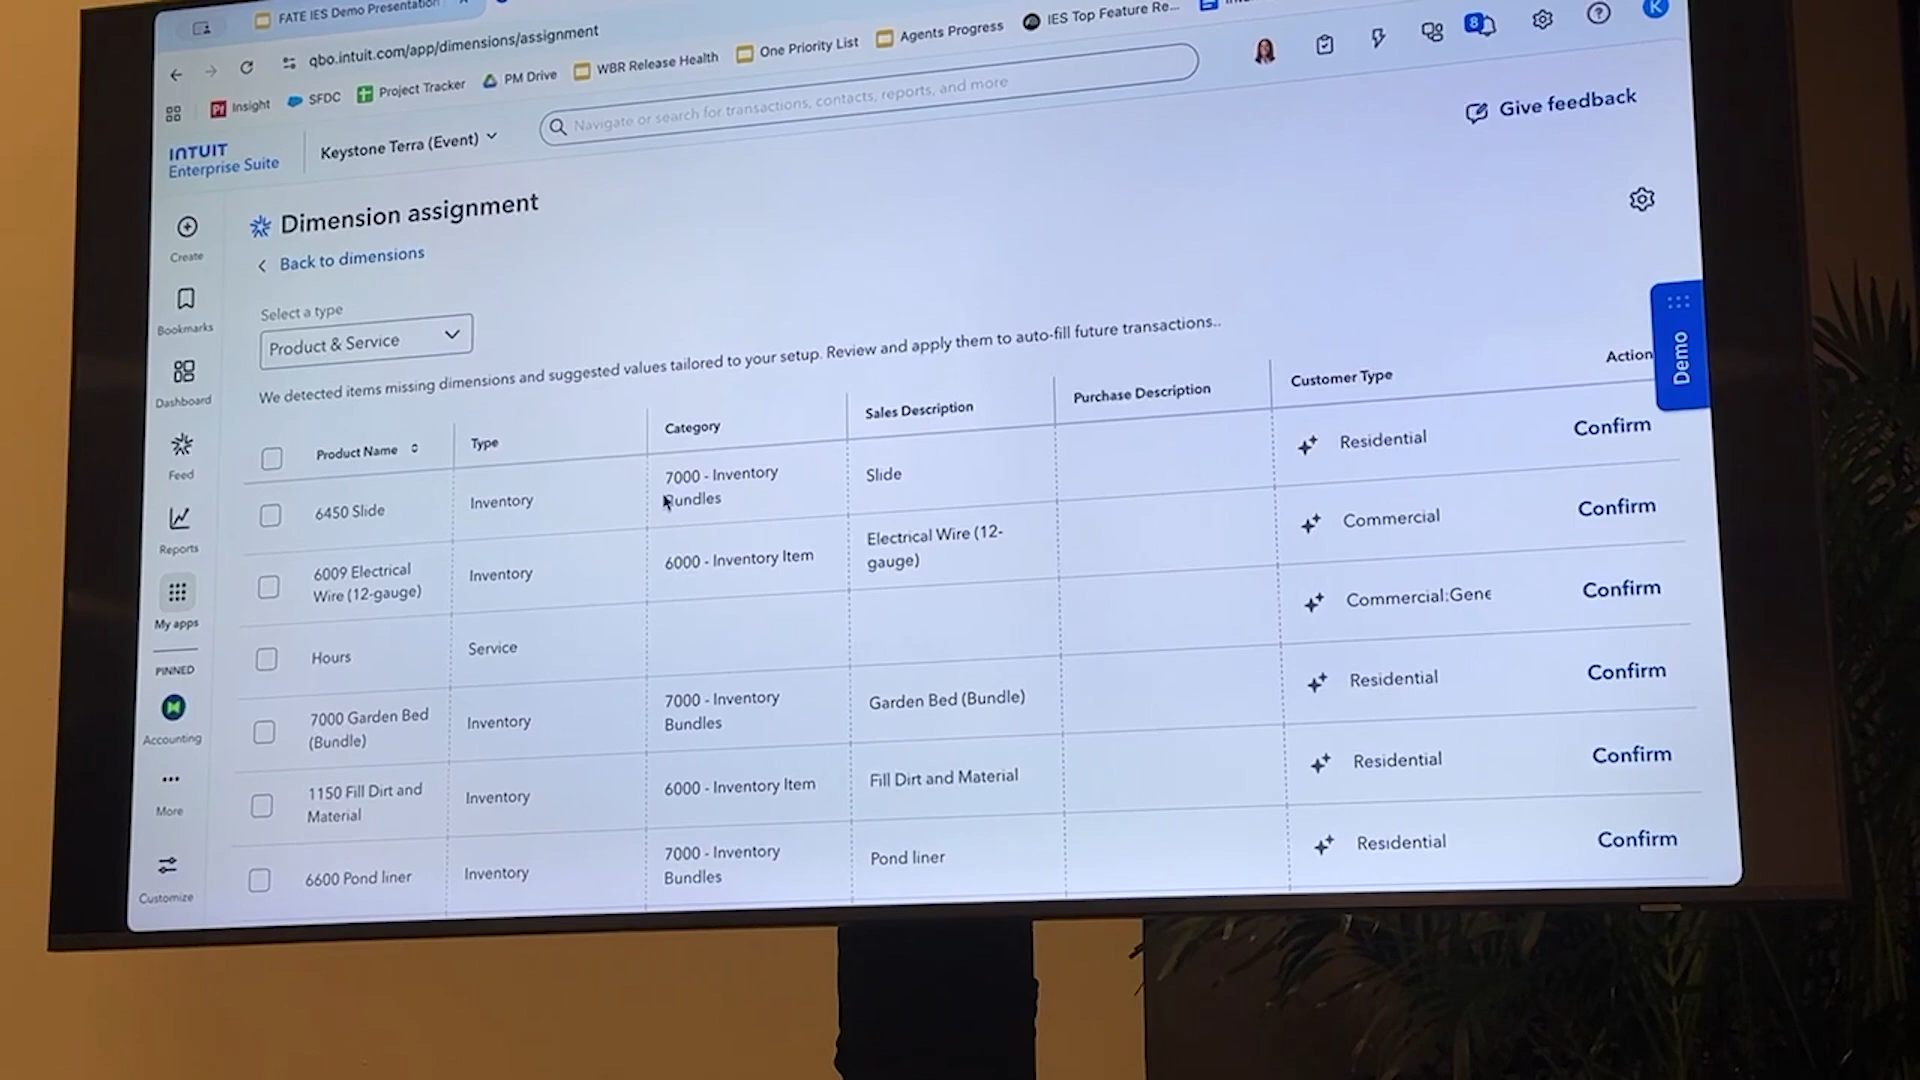 FATE IES Demo Presentation
qbo.intuit.com/app/dimensions/assignment
Insight
SFDC
Project Tracker
PM Drive
WBR Release Health
One Priority List
Agents Progress
IES Top Feature Re...
INTUIT
Enterprise Suite
Keystone Terra (Event)
Navigate or search for transactions, contacts, reports, and more
8
K
Give feedback
Dimension assignment
Back to dimensions
Select a type
Product & Service
We detected items missing dimensions and suggested values tailored to your setup. Review and apply them to auto-fill future transactions..
Create
Bookmarks
Dashboard
Feed
Reports
My apps
PINNED
Accounting
More
Customize
Demo
Product Name
Type
Category
Sales Description
Purchase Description
Customer Type
Action
6450 Slide
Inventory
7000 - Inventory
Bundles
Slide
Residential
Confirm
6009 Electrical
Wire (12-gauge)
Inventory
6000 - Inventory Item
Electrical Wire (12-
gauge)
Commercial
Confirm
Hours
Service
Commercial:Gene
Confirm
7000 Garden Bed
(Bundle)
Inventory
7000 - Inventory
Bundles
Garden Bed (Bundle)
Residential
Confirm
1150 Fill Dirt and
Material
Inventory
6000 - Inventory Item
Fill Dirt and Material
Residential
Confirm
6600 Pond liner
Inventory
7000 - Inventory
Bundles
Pond liner
Residential
Confirm